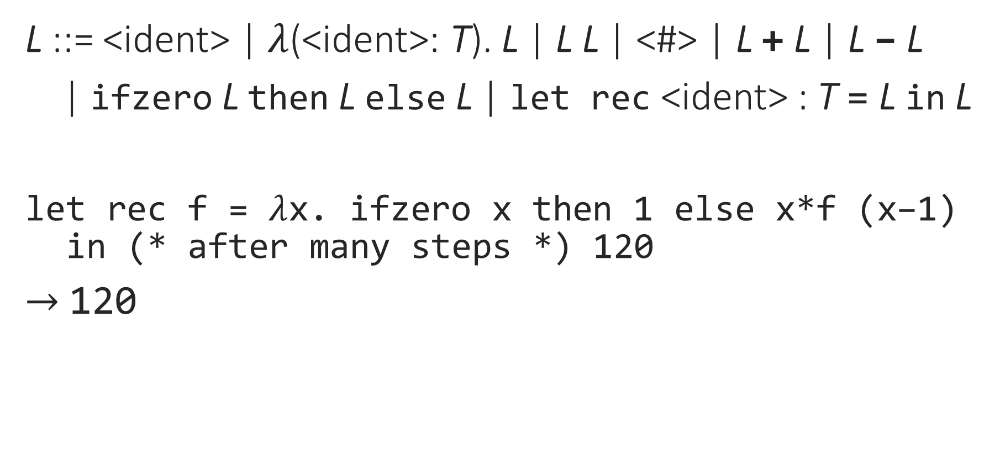 L ::= <ident> | λ(<ident>: T). L | L L | <#> | L + L | L − L
| ifzero L then L else L | let rec <ident> : T = L in L
let rec f = λx. ifzero x then 1 else x*f (x−1)
in (* after many steps *) 120
→ 120